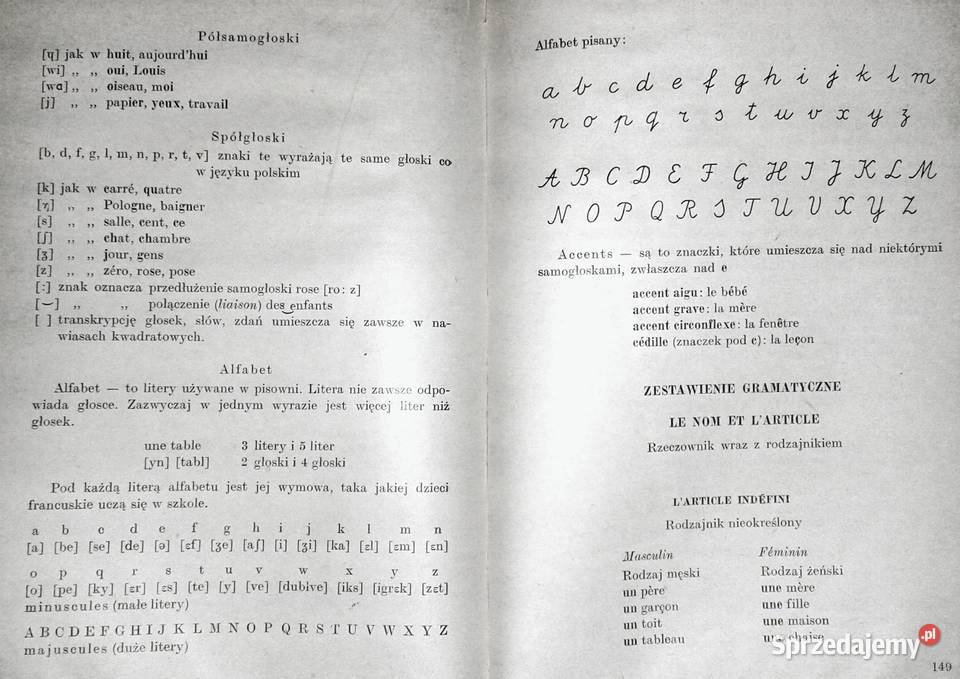 Półsamogłoski
[ɥ] jak w huit, aujourd'hui
[wi] „ „ oui, Louis
[wɑ] „ „ oiseau, moi
[j] „ „ papier, yeux, travail
Spółgłoski
[b, d, f, g, l, m, n, p, r, t, v] znaki te wyrażają te same głoski co
w języku polskim
[k] jak w carré, quatre
[ɲ] „ „ Pologne, baigner
[s] „ „ salle, cent, ce
[ʃ] „ „ chat, chambre
[ʒ] „ „ jour, gens
[z] „ „ zéro, rose, pose
[:] znak oznacza przedłużenie samogłoski rose [ro: z]
[‿] „ „ połączenie (liaison) des‿enfants
[ ] transkrypcję głosek, słów, zdań umieszcza się zawsze w na-
wiasach kwadratowych.
Alfabet
Alfabet — to litery używane w pisowni. Litera nie zawsze odpo-
wiada głosce. Zazwyczaj w jednym wyrazie jest więcej liter niż
głosek.
une table 3 litery i 5 liter
[yn] [tabl] 2 głoski i 4 głoski
Pod każdą literą alfabetu jest jej wymowa, taka jakiej dzieci
francuskie uczą się w szkole.
a b c d e f g h i j k l m n
[a] [be] [se] [de] [ə] [ɛf] [ʒe] [aʃ] [i] [ʒi] [ka] [ɛl] [ɛm] [ɛn]
o p q r s t u v w x y z
[o] [pe] [ky] [ɛr] [ɛs] [te] [y] [ve] [dublve] [iks] [igrɛk] [zɛt]
minuscules (małe litery)
A B C D E F G H I J K L M N O P Q R S T U V W X Y Z
majuscules (duże litery)
Alfabet pisany:
a b c d e f g h i j k l m
n o p q r s t u v x y z
A B C D E F G H I J K L M
N O P Q R S T U V X Y Z
Accents — są to znaczki, które umieszcza się nad niektórymi
samogłoskami, zwłaszcza nad e
accent aigu: le bébé
accent grave: la mère
accent circonflexe: la fenêtre
cédille (znaczek pod c): la leçon
ZESTAWIENIE GRAMATYCZNE
LE NOM ET L'ARTICLE
Rzeczownik wraz z rodzajnikiem
L'ARTICLE INDÉFINI
Rodzajnik nieokreślony
Masculin Féminin
Rodzaj męski Rodzaj żeński
un père une mère
un garçon une fille
un toit une maison
un tableau une chaise
Sprzedajemy.pl
149